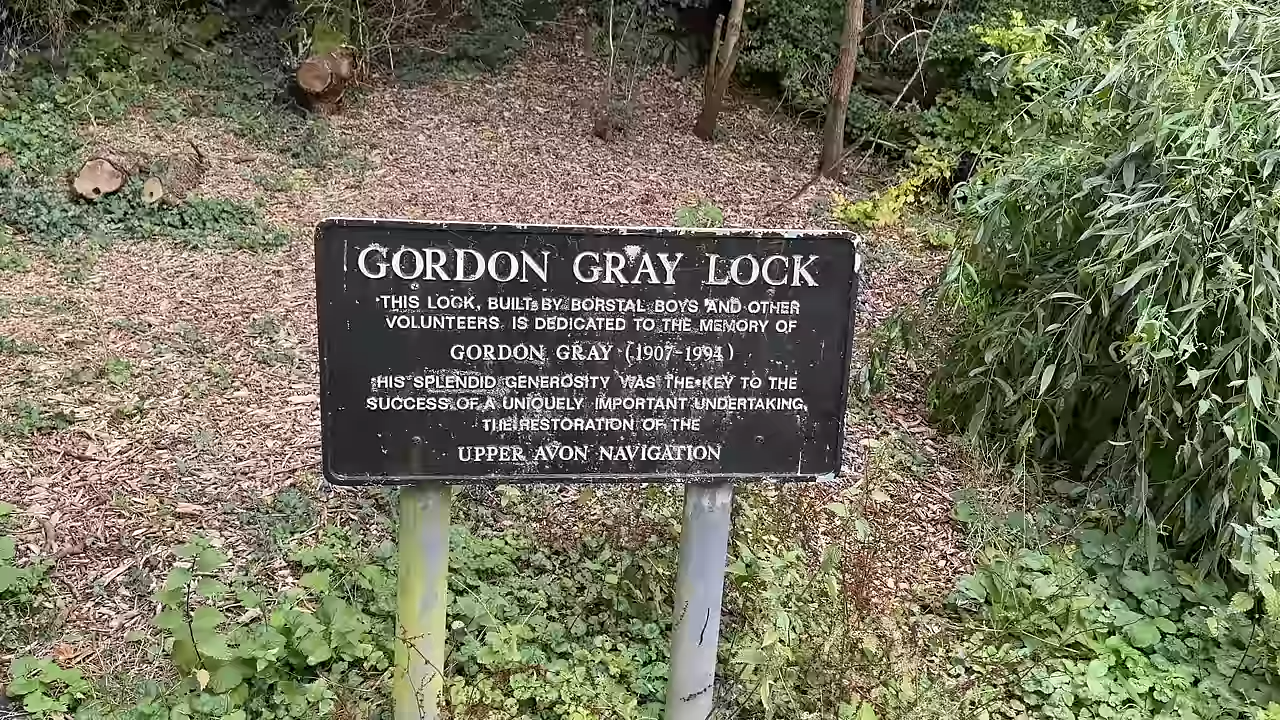 GORDON GRAY LOCK
THIS LOCK, BUILT BY BORSTAL BOYS AND OTHER
VOLUNTEERS IS DEDICATED TO THE MEMORY OF
GORDON GRAY (1907-1994)
HIS SPLENDID GENEROSITY WAS THE KEY TO THE
SUCCESS OF A UNIQUELY IMPORTANT UNDERTAKING,
THE RESTORATION OF THE
UPPER AVON NAVIGATION